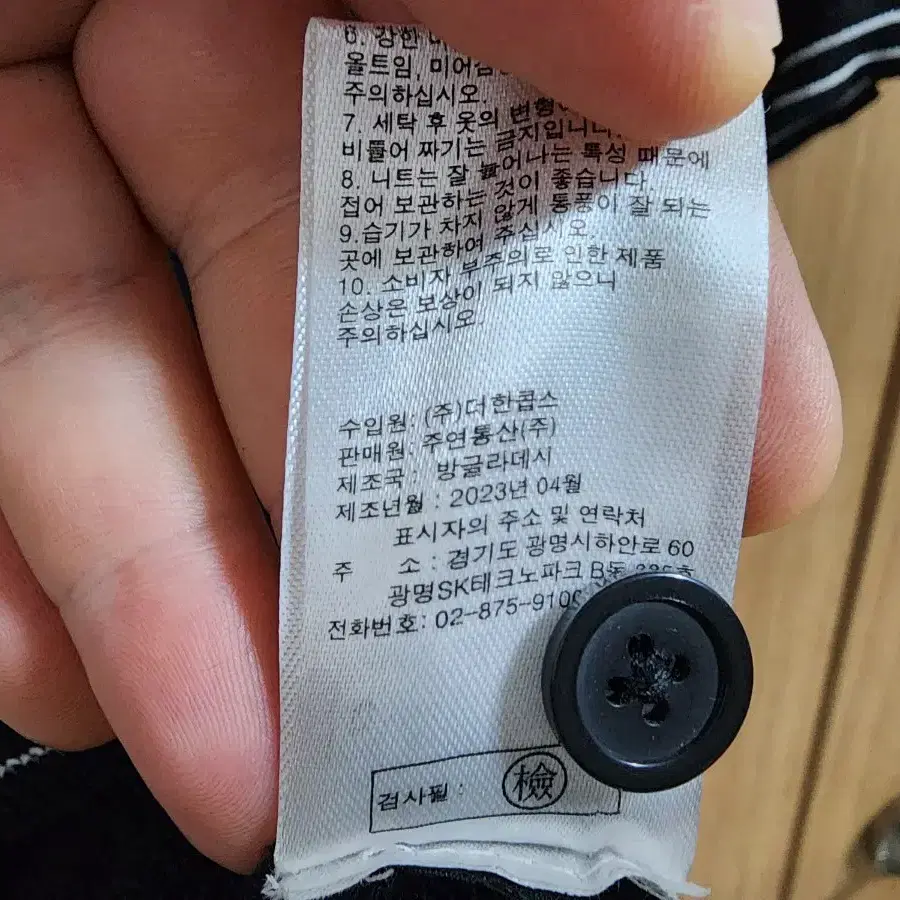 6. 강한
올트임, 미어짐
주의하십시오.
7. 세탁 후 옷의 변형
비틀어 짜기는 금지입니다.
8. 니트는 잘 늘어나는 특성 때문에
접어 보관하는 것이 좋습니다.
9.습기가 차지 않게 통풍이 잘 되는
곳에 보관하여 주십시오.
10. 소비자 부주의로 인한 제품
손상은 보상이 되지 않으니
주의하십시오.
수입원: (주)더한콥스
판매원: 주연통산(주)
제조국 : 방글라데시
제조년월 : 2023년 04월
표시자의 주소 및 연락처
주 소 : 경기도 광명시하안로 60
광명SK테크노파크 B동
전화번호: 02-875-910
검사필 : 檢